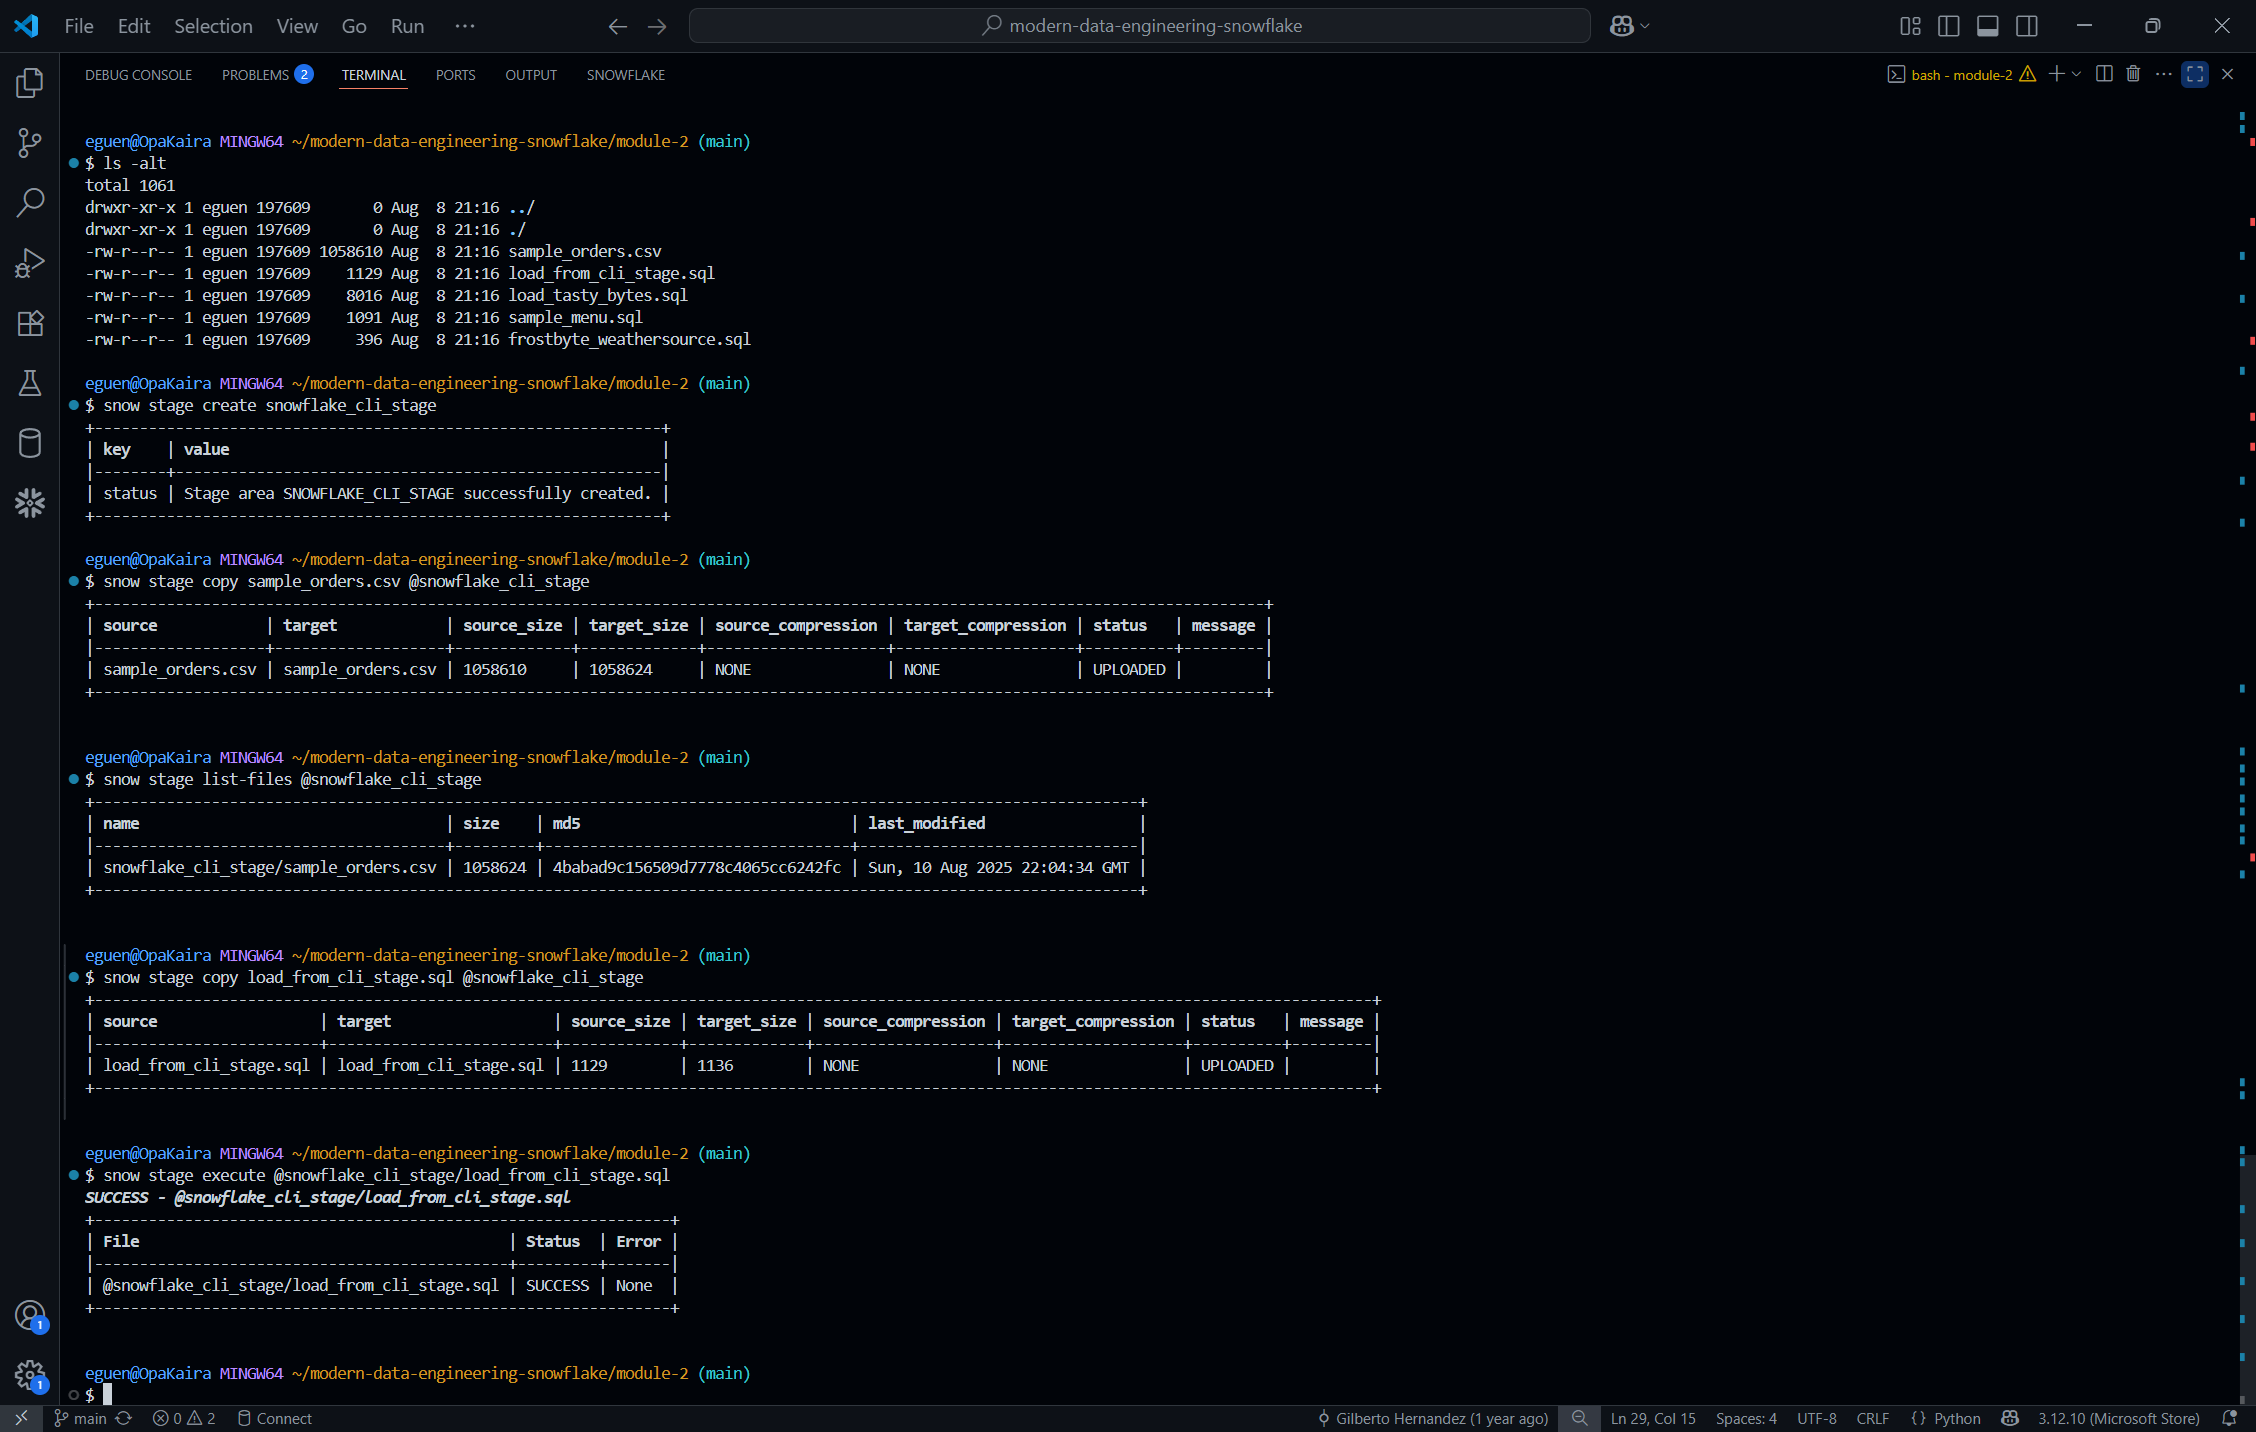 File Edit Selection View Go Run ··· modern-data-engineering-snowflake
DEBUG CONSOLE PROBLEMS 2 TERMINAL PORTS OUTPUT SNOWFLAKE bash - module-2
eguen@OpaKaira MINGW64 ~/modern-data-engineering-snowflake/module-2 (main)
$ ls -alt
total 1061
drwxr-xr-x 1 eguen 197609       0 Aug  8 21:16 ../
drwxr-xr-x 1 eguen 197609       0 Aug  8 21:16 ./
-rw-r--r-- 1 eguen 197609 1058610 Aug  8 21:16 sample_orders.csv
-rw-r--r-- 1 eguen 197609    1129 Aug  8 21:16 load_from_cli_stage.sql
-rw-r--r-- 1 eguen 197609    8016 Aug  8 21:16 load_tasty_bytes.sql
-rw-r--r-- 1 eguen 197609    1091 Aug  8 21:16 sample_menu.sql
-rw-r--r-- 1 eguen 197609     396 Aug  8 21:16 frostbyte_weathersource.sql
eguen@OpaKaira MINGW64 ~/modern-data-engineering-snowflake/module-2 (main)
$ snow stage create snowflake_cli_stage
| key    | value |
| status | Stage area SNOWFLAKE_CLI_STAGE successfully created. |
eguen@OpaKaira MINGW64 ~/modern-data-engineering-snowflake/module-2 (main)
$ snow stage copy sample_orders.csv @snowflake_cli_stage
| source | target | source_size | target_size | source_compression | target_compression | status | message |
| sample_orders.csv | sample_orders.csv | 1058610 | 1058624 | NONE | NONE | UPLOADED | |
eguen@OpaKaira MINGW64 ~/modern-data-engineering-snowflake/module-2 (main)
$ snow stage list-files @snowflake_cli_stage
| name | size | md5 | last_modified |
| snowflake_cli_stage/sample_orders.csv | 1058624 | 4babad9c156509d7778c4065cc6242fc | Sun, 10 Aug 2025 22:04:34 GMT |
eguen@OpaKaira MINGW64 ~/modern-data-engineering-snowflake/module-2 (main)
$ snow stage copy load_from_cli_stage.sql @snowflake_cli_stage
| source | target | source_size | target_size | source_compression | target_compression | status | message |
| load_from_cli_stage.sql | load_from_cli_stage.sql | 1129 | 1136 | NONE | NONE | UPLOADED | |
eguen@OpaKaira MINGW64 ~/modern-data-engineering-snowflake/module-2 (main)
$ snow stage execute @snowflake_cli_stage/load_from_cli_stage.sql
SUCCESS - @snowflake_cli_stage/load_from_cli_stage.sql
| File | Status | Error |
| @snowflake_cli_stage/load_from_cli_stage.sql | SUCCESS | None |
eguen@OpaKaira MINGW64 ~/modern-data-engineering-snowflake/module-2 (main)
$
1
1
main 0 2 Connect Gilberto Hernandez (1 year ago) Ln 29, Col 15 Spaces: 4 UTF-8 CRLF {} Python 3.12.10 (Microsoft Store)